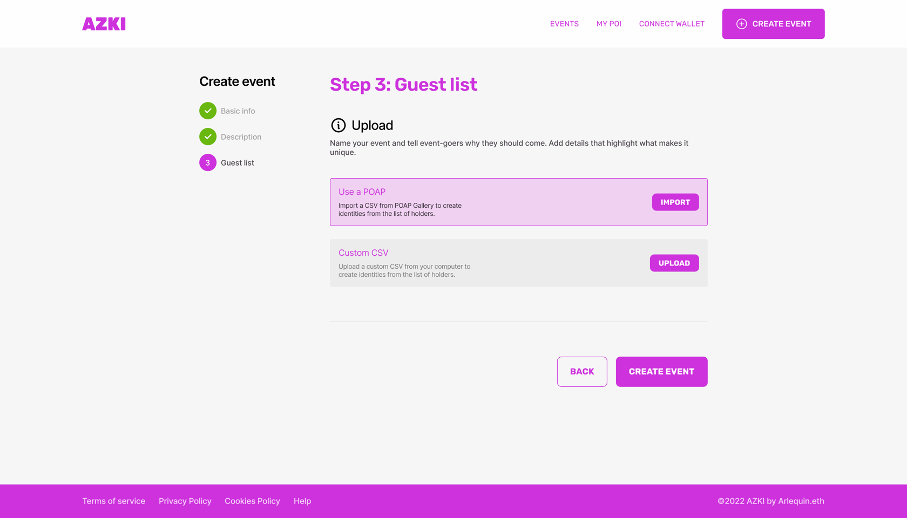 AZKI
EVENTS
MY POI
CONNECT WALLET
CREATE EVENT
Create event
Basic info
Description
3
Guest list
Step 3: Guest list
Upload
Name your event and tell event-goers why they should come. Add details that highlight what makes it
unique.
Use a POAP
Import a CSV from POAP Gallery to create
identities from the list of holders.
IMPORT
Custom CSV
Upload a custom CSV from your computer to
create identities from the list of holders.
UPLOAD
BACK
CREATE EVENT
Terms of service
Privacy Policy
Cookies Policy
Help
©2022 AZKI by Arlequin.eth